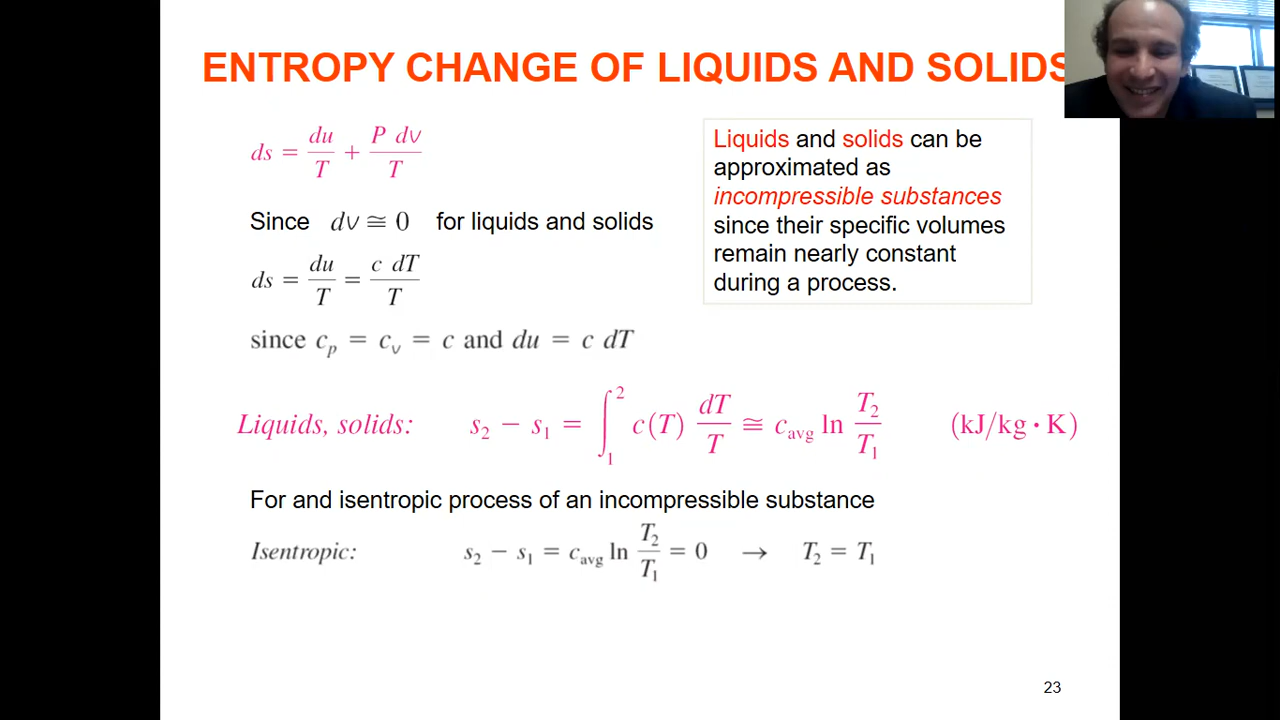 ENTROPY CHANGE OF LIQUIDS AND SOLIDS
ds = du/T + P dv/T
Since dv ≅ 0 for liquids and solids
ds = du/T = c dT/T
since c_p = c_v = c and du = c dT
Liquids and solids can be
approximated as
incompressible substances
since their specific volumes
remain nearly constant
during a process.
Liquids, solids: s₂ − s₁ = ∫₁² c(T) dT/T ≅ c_avg ln T₂/T₁ (kJ/kg · K)
For and isentropic process of an incompressible substance
Isentropic: s₂ − s₁ = c_avg ln T₂/T₁ = 0 → T₂ = T₁
23